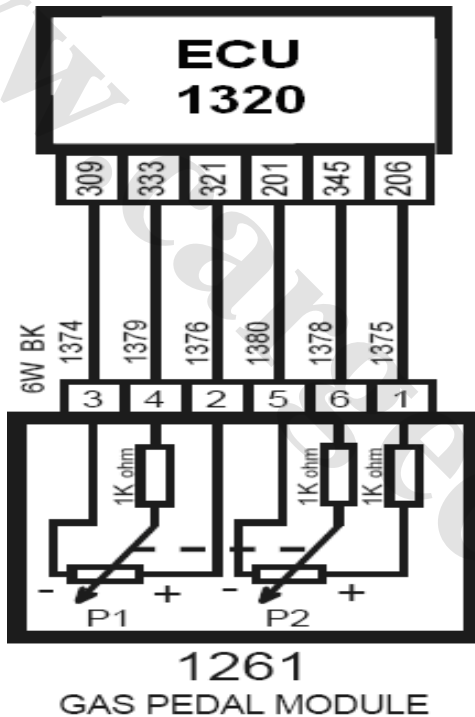 ECU
1320
309 333 321 201 345 206
6W BK 1374 1379 1376 1380 1378 1375
3 4 2 5 6 1
1K ohm 1K ohm 1K ohm
- + - +
P1 P2
1261
GAS PEDAL MODULE